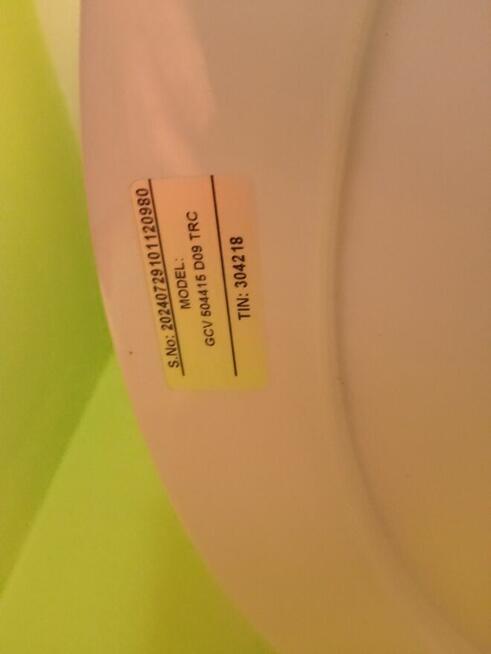 S.No: 20240729101120980
MODEL:
GCV 504415 D09 TRC
TIN: 304218